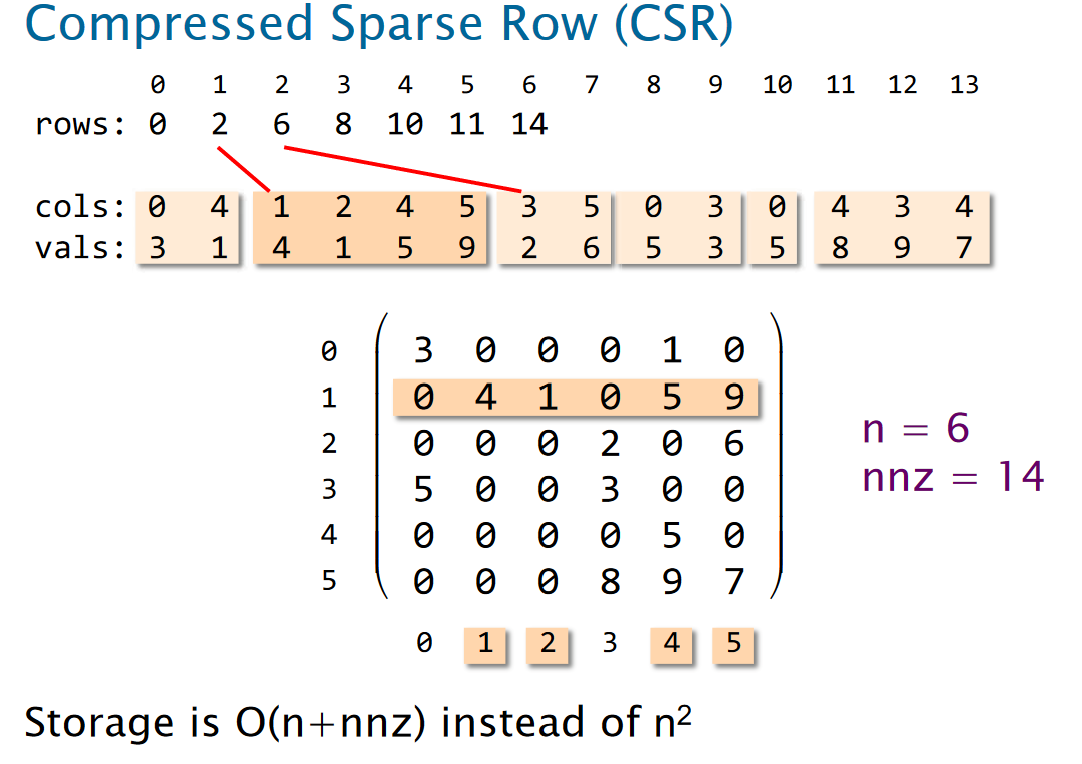 Compressed Sparse Row (CSR)
0 1 2 3 4 5 6 7 8 9 10 11 12 13
rows: 0 2 6 8 10 11 14
cols: 0 4 1 2 4 5 3 5 0 3 0 4 3 4
vals: 3 1 4 1 5 9 2 6 5 3 5 8 9 7
0 3 0 0 0 1 0
1 0 4 1 0 5 9
2 0 0 0 2 0 6
3 5 0 0 3 0 0
4 0 0 0 0 5 0
5 0 0 0 8 9 7
0 1 2 3 4 5
n = 6
nnz = 14
Storage is O(n+nnz) instead of n²